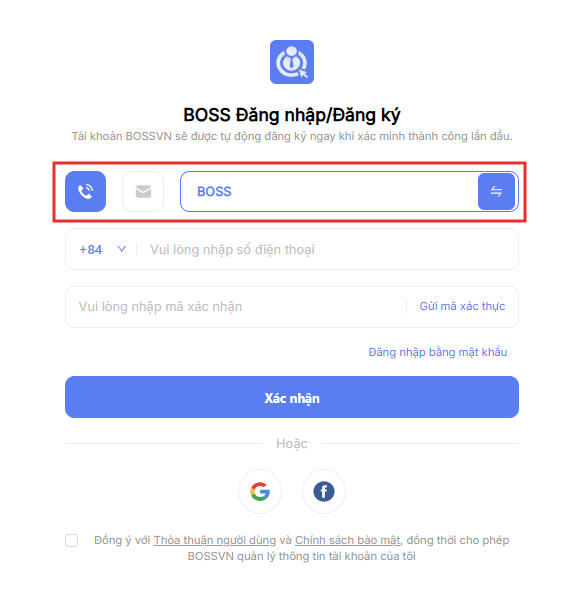 BOSS Đăng nhập/Đăng ký
Tài khoản BOSSVN sẽ được tự động đăng ký ngay khi xác minh thành công lần đầu.
BOSS
+84 Vui lòng nhập số điện thoại
Vui lòng nhập mã xác nhận Gửi mã xác thực
Đăng nhập bằng mật khẩu
Xác nhận
Hoặc
Đồng ý với Thỏa thuận người dùng và Chính sách bảo mật, đồng thời cho phép
BOSSVN quản lý thông tin tài khoản của tôi